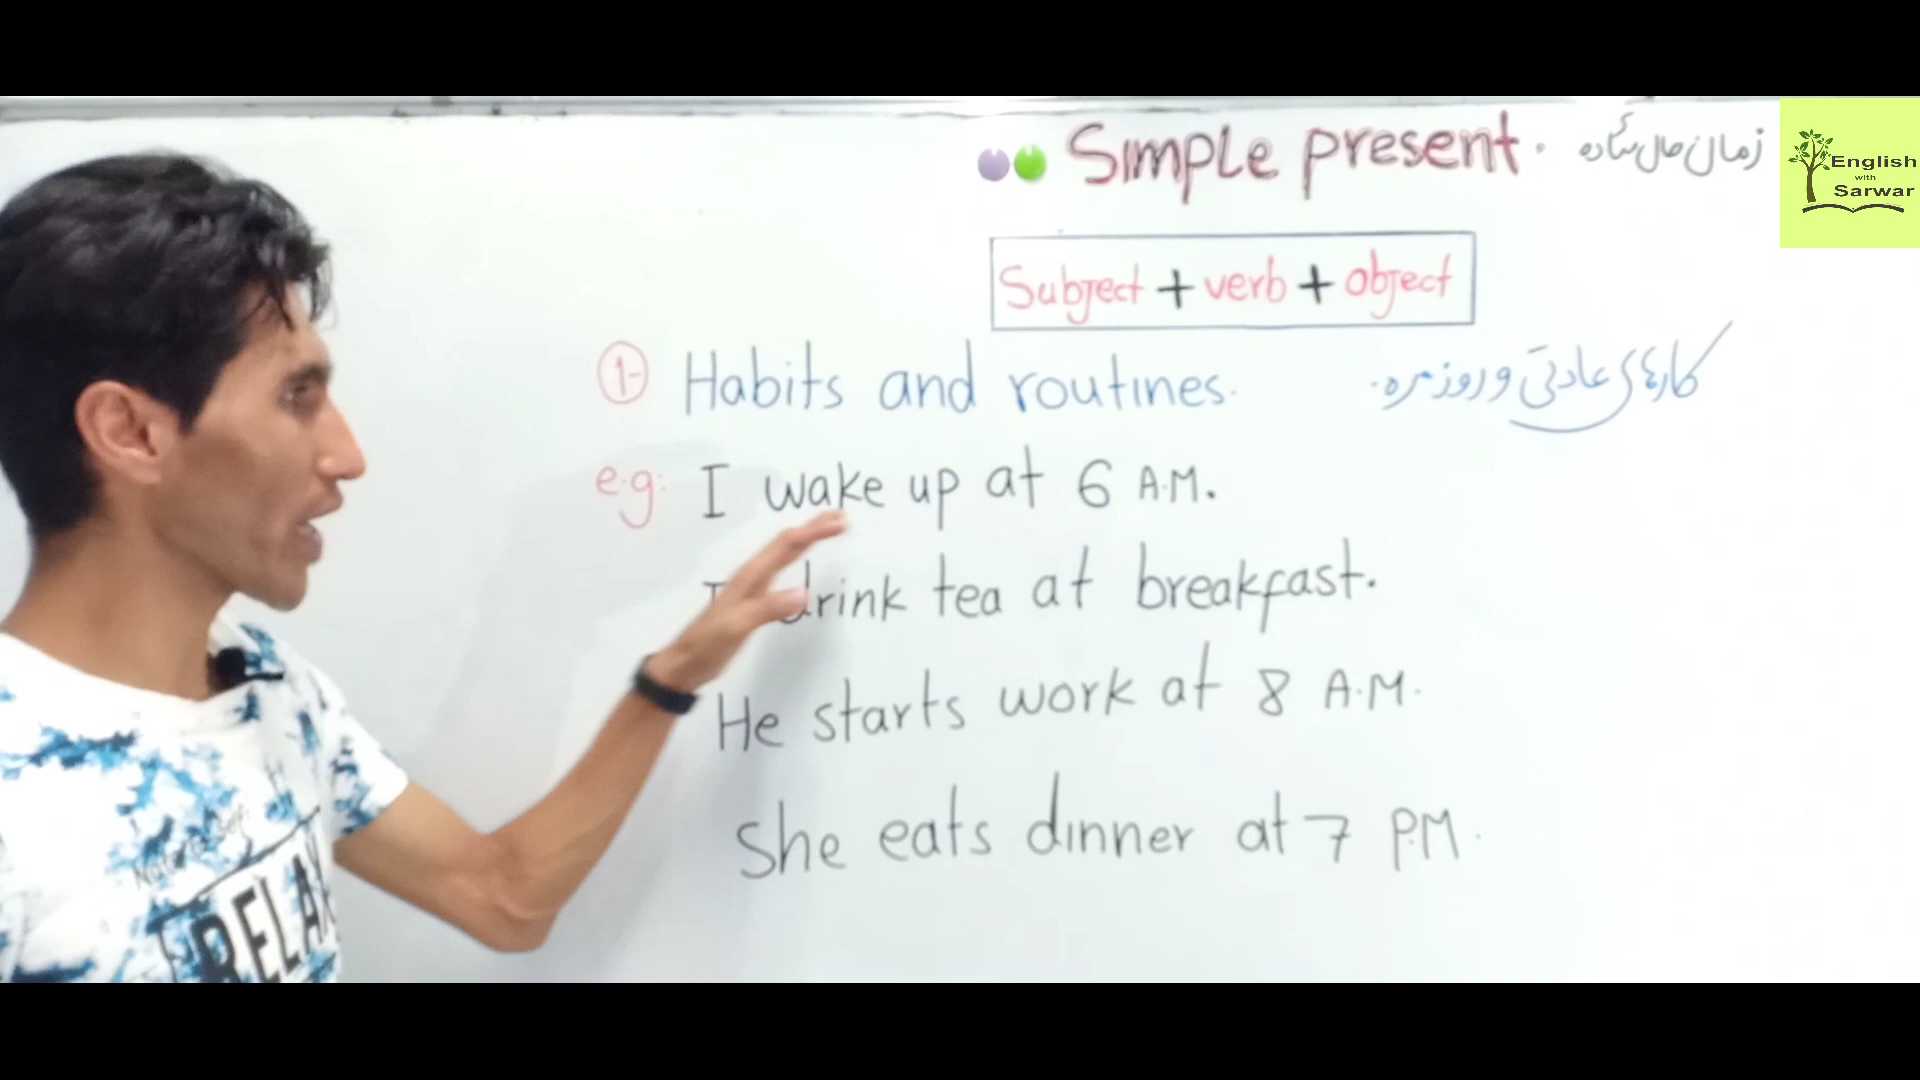 Simple present. زمان حال ساده
English
with
Sarwar
Subject + verb + object
1- Habits and routines. کارهای عادتی و روزمره.
e.g: I wake up at 6 A.M.
I drink tea at breakfast.
He starts work at 8 A.M.
She eats dinner at 7 P.M.
RELAX